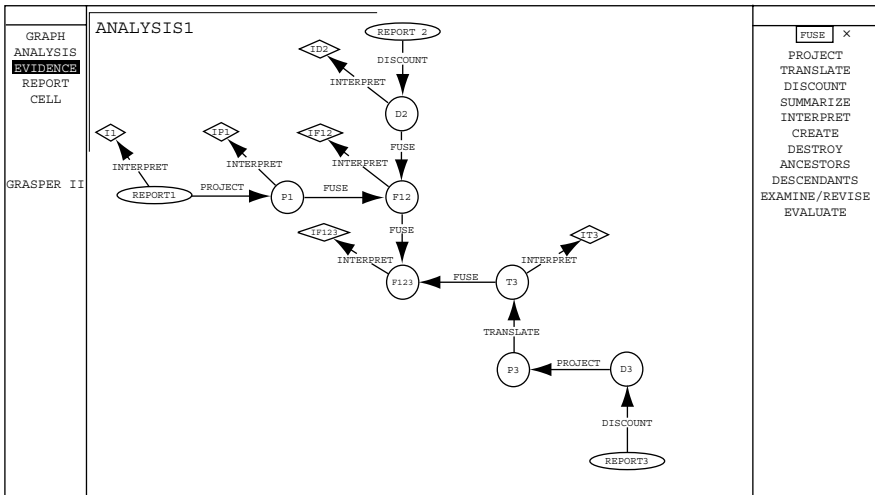 GRAPH
ANALYSIS
EVIDENCE
REPORT
CELL
GRASPER II
ANALYSIS1
REPORT 2
DISCOUNT
ID2
INTERPRET
D2
FUSE
I1
INTERPRET
REPORT1
PROJECT
IP1
INTERPRET
P1
FUSE
IF12
INTERPRET
F12
FUSE
IF123
INTERPRET
F123
FUSE
IT3
INTERPRET
T3
TRANSLATE
P3
PROJECT
D3
DISCOUNT
REPORT3
FUSE ×
PROJECT
TRANSLATE
DISCOUNT
SUMMARIZE
INTERPRET
CREATE
DESTROY
ANCESTORS
DESCENDANTS
EXAMINE/REVISE
EVALUATE